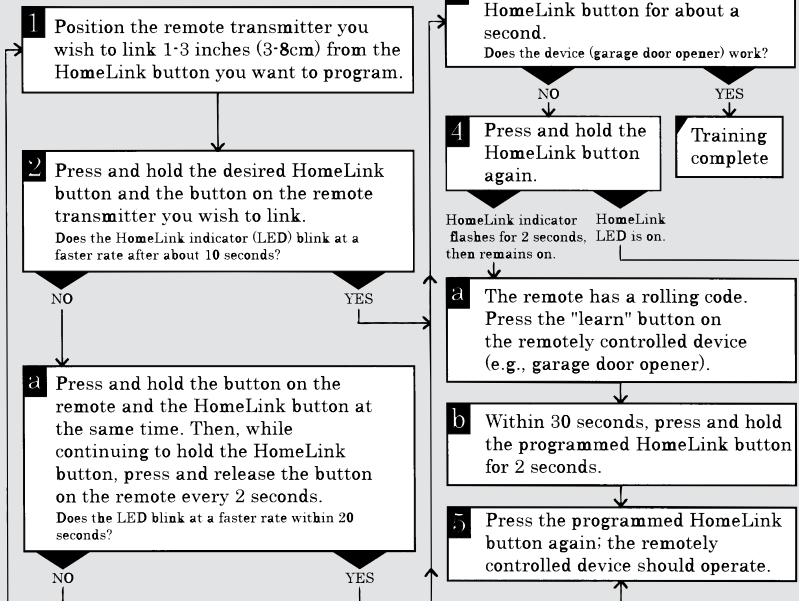 1 Position the remote transmitter you
wish to link 1-3 inches (3-8cm) from the
HomeLink button you want to program.
2 Press and hold the desired HomeLink
button and the button on the remote
transmitter you wish to link.
Does the HomeLink indicator (LED) blink at a
faster rate after about 10 seconds?
NO
YES
a Press and hold the button on the
remote and the HomeLink button at
the same time. Then, while
continuing to hold the HomeLink
button, press and release the button
on the remote every 2 seconds.
Does the LED blink at a faster rate within 20
seconds?
NO
YES
HomeLink button for about a
second.
Does the device (garage door opener) work?
NO
YES
4 Press and hold the
HomeLink button
again.
Training
complete
HomeLink indicator
flashes for 2 seconds,
then remains on.
HomeLink
LED is on.
a The remote has a rolling code.
Press the "learn" button on
the remotely controlled device
(e.g., garage door opener).
b Within 30 seconds, press and hold
the programmed HomeLink button
for 2 seconds.
5 Press the programmed HomeLink
button again; the remotely
controlled device should operate.